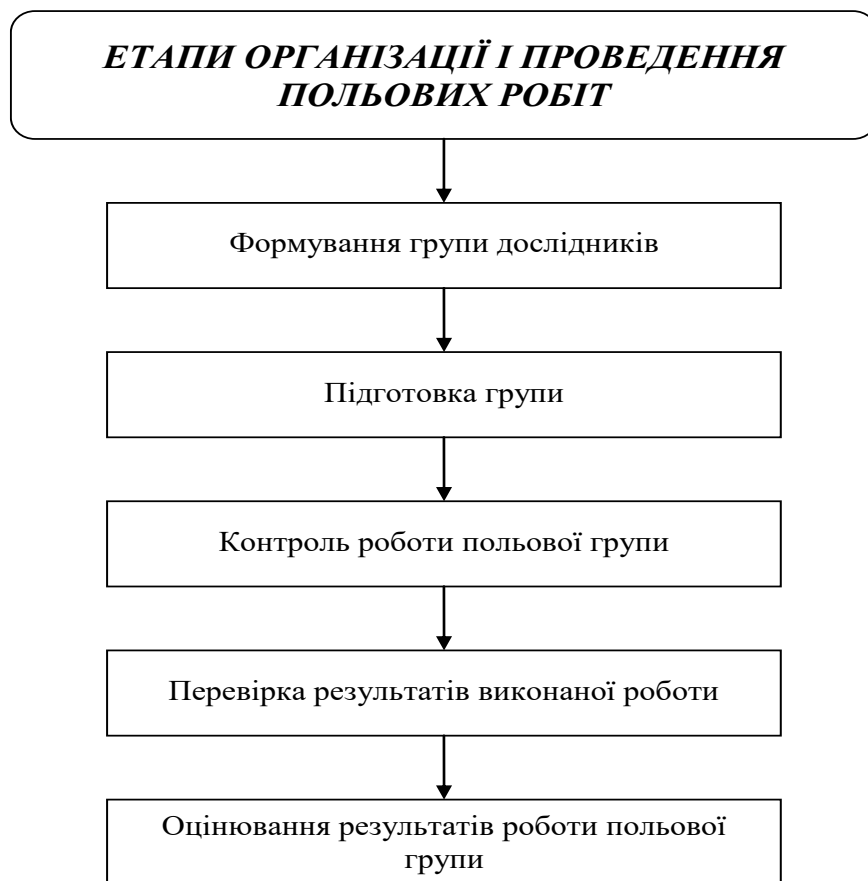 ЕТАПИ ОРГАНІЗАЦІЇ І ПРОВЕДЕННЯ
ПОЛЬОВИХ РОБІТ
Формування групи дослідників
Підготовка групи
Контроль роботи польової групи
Перевірка результатів виконаної роботи
Оцінювання результатів роботи польової
групи